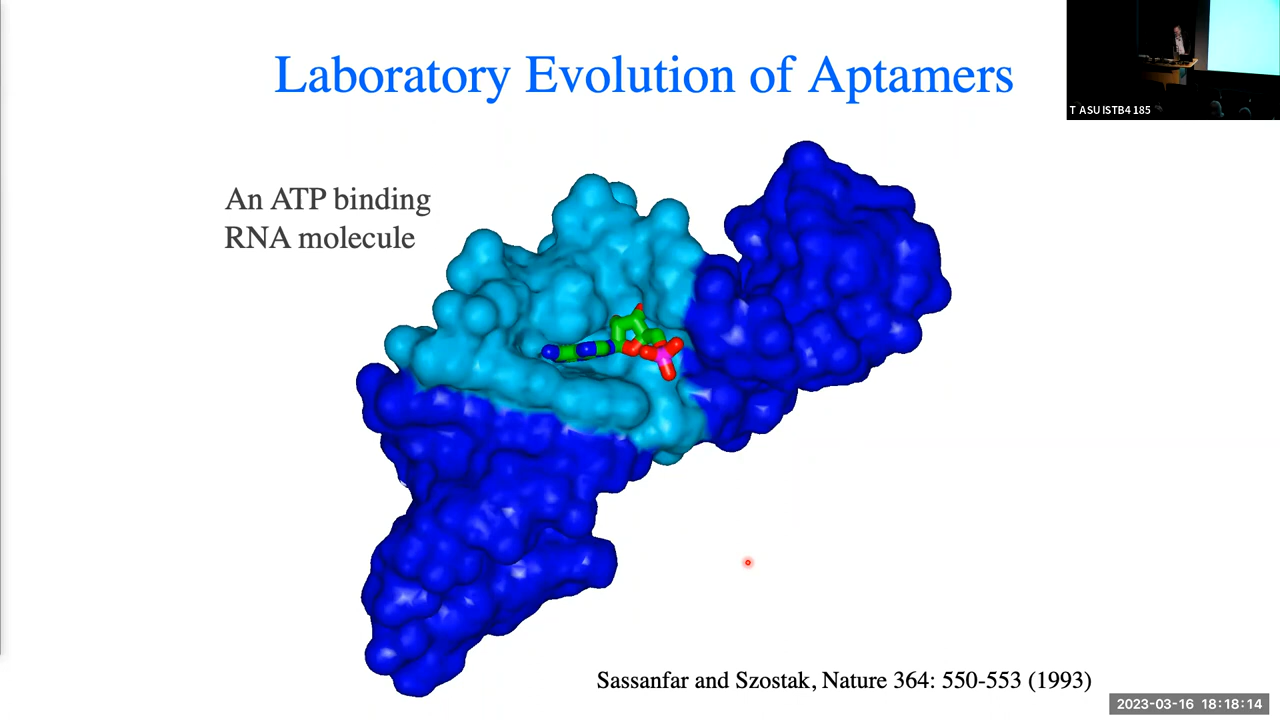 Laboratory Evolution of Aptamers
T ASU ISTB4 185
An ATP binding
RNA molecule
Sassanfar and Szostak, Nature 364: 550-553 (1993)
2023-03-16 18:18:14